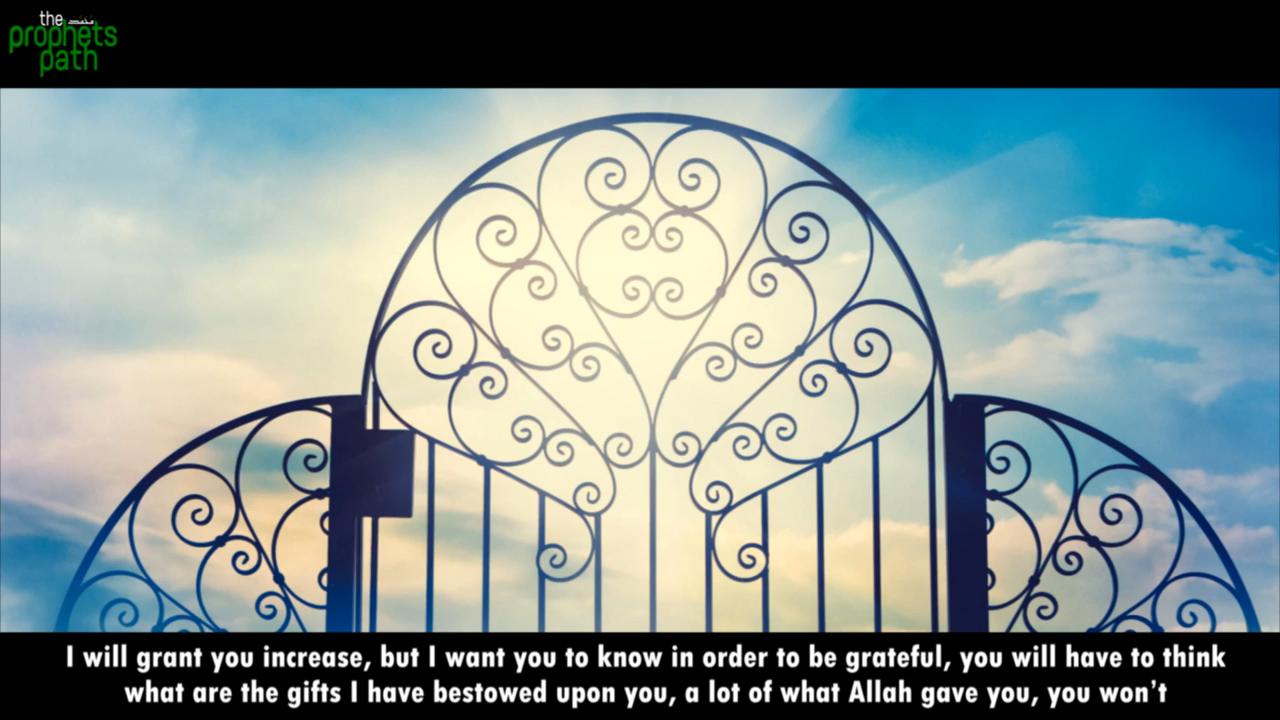 the محمد
prophets
path
I will grant you increase, but I want you to know in order to be grateful, you will have to think
what are the gifts I have bestowed upon you, a lot of what Allah gave you, you won't